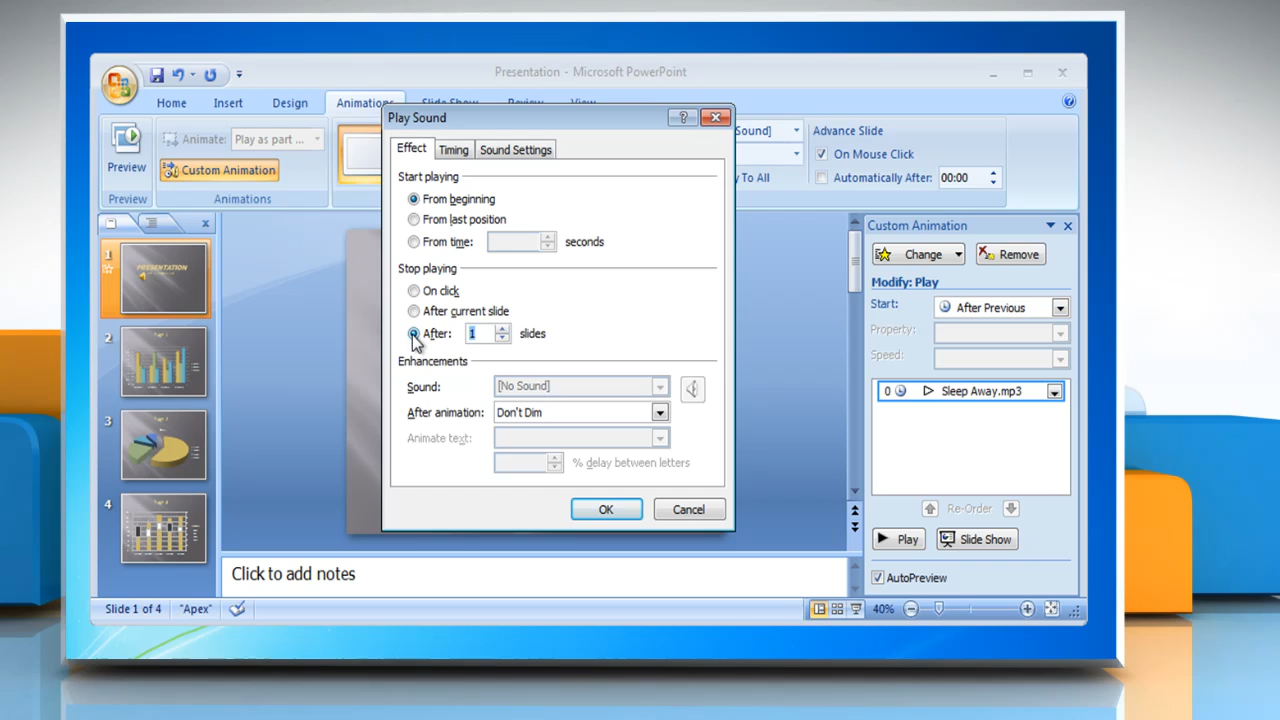 Presentation - Microsoft PowerPoint
Home Insert Design Animations Slide Show Review View
Preview
Preview
Animate: Play as part ...
Custom Animation
Animations
Sound]
y To All
Advance Slide
On Mouse Click
Automatically After: 00:00
1
PRESENTATION
2
3
4
Play Sound
Effect Timing Sound Settings
Start playing
From beginning
From last position
From time: seconds
Stop playing
On click
After current slide
After: 1 slides
Enhancements
Sound: [No Sound]
After animation: Don't Dim
Animate text:
% delay between letters
OK Cancel
Custom Animation
Change Remove
Modify: Play
Start: After Previous
Property:
Speed:
0 Sleep Away.mp3
Re-Order
Play Slide Show
AutoPreview
Click to add notes
Slide 1 of 4 "Apex" 40%